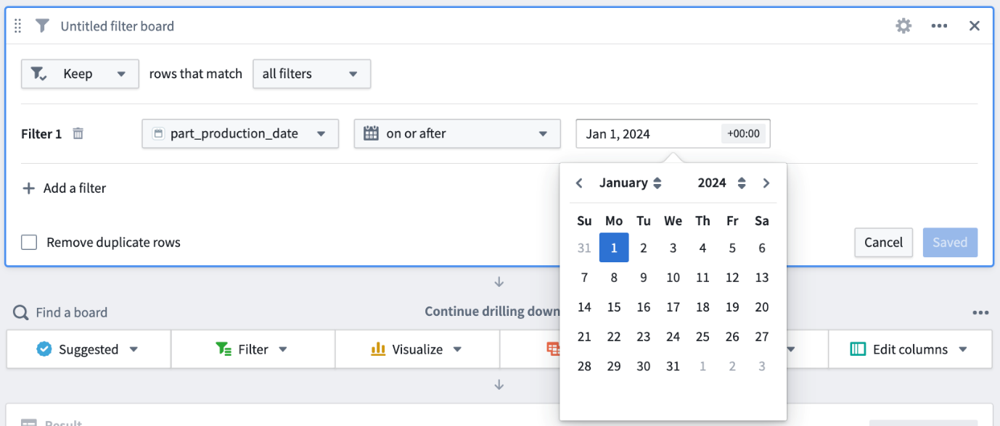 Untitled filter board
Keep rows that match all filters
Filter 1 part_production_date on or after Jan 1, 2024 +00:00
+ Add a filter
January 2024
Su Mo Tu We Th Fr Sa
31 1 2 3 4 5 6
7 8 9 10 11 12 13
14 15 16 17 18 19 20
21 22 23 24 25 26 27
28 29 30 31 1 2 3
Remove duplicate rows
Cancel Saved
Find a board Continue drilling down
Suggested Filter Visualize Edit columns
Result